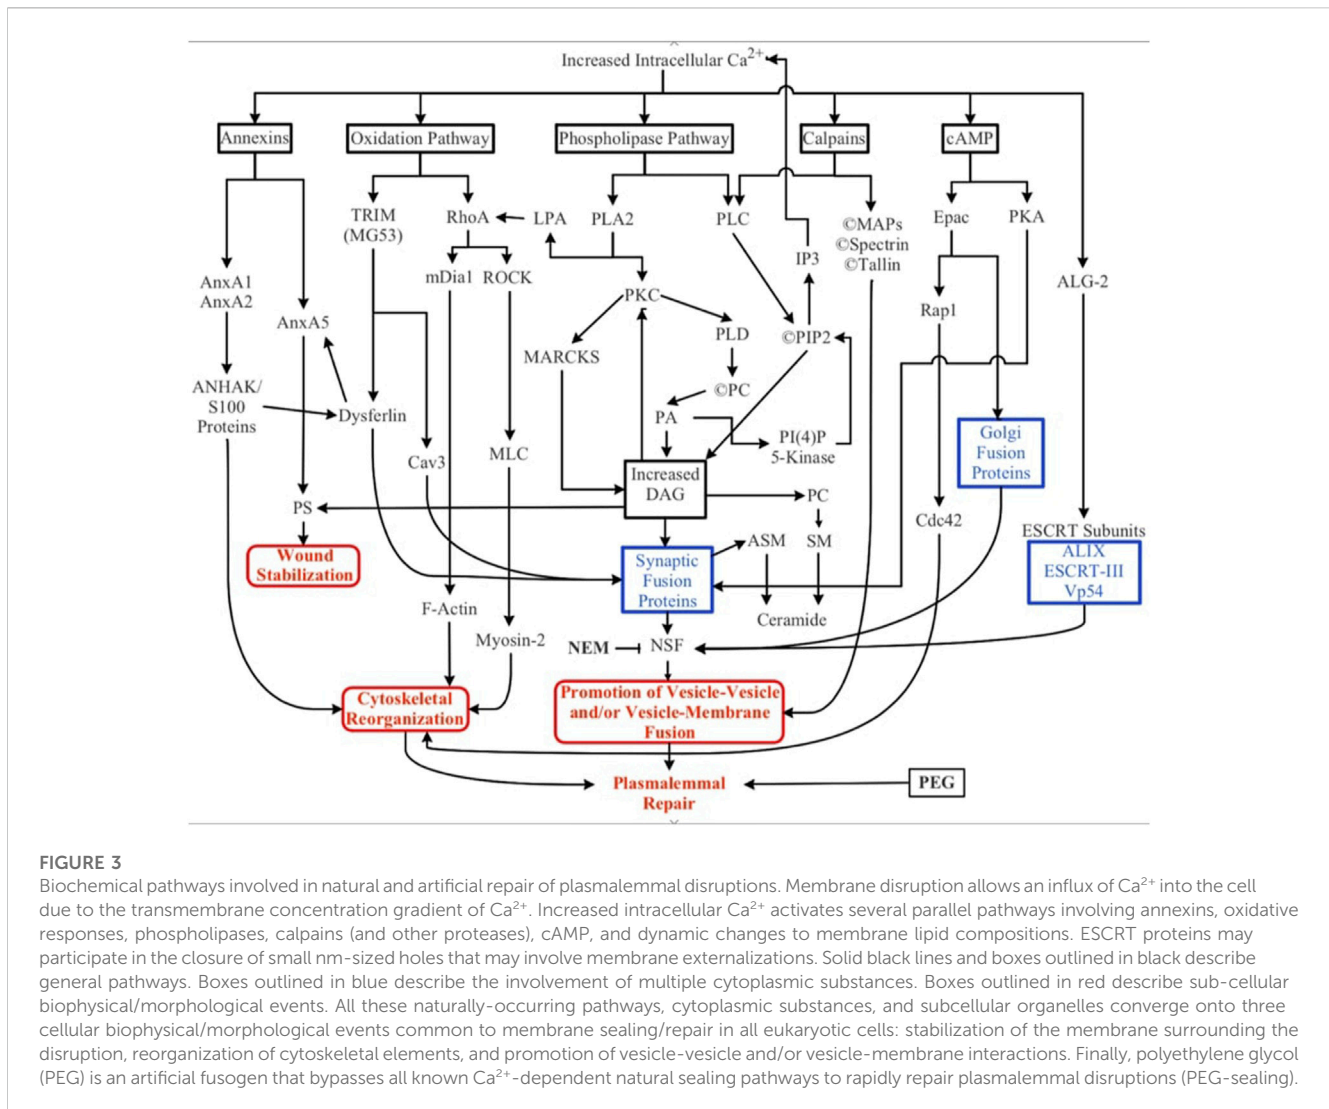 Increased Intracellular Ca²⁺
Annexins
Oxidation Pathway
Phospholipase Pathway
Calpains
cAMP
TRIM
(MG53)
RhoA
LPA
PLA2
PLC
©MAPs
©Spectrin
©Tallin
Epac
PKA
AnxA1
AnxA2
mDia1
ROCK
IP3
ALG-2
PKC
Rap1
AnxA5
PLD
©PIP2
MARCKS
ANHAK/
S100
Proteins
Dysferlin
©PC
PA
PI(4)P
5-Kinase
Golgi
Fusion
Proteins
Cav3
MLC
Increased
DAG
PC
PS
Cdc42
ESCRT Subunits
ALIX
ESCRT-III
Vp54
Wound
Stabilization
ASM
SM
Synaptic
Fusion
Proteins
F-Actin
Ceramide
Myosin-2
NEM
NSF
Cytoskeletal
Reorganization
Promotion of Vesicle-Vesicle
and/or Vesicle-Membrane
Fusion
Plasmalemmal
Repair
PEG
FIGURE 3
Biochemical pathways involved in natural and artificial repair of plasmalemmal disruptions. Membrane disruption allows an influx of Ca²⁺ into the cell
due to the transmembrane concentration gradient of Ca²⁺. Increased intracellular Ca²⁺ activates several parallel pathways involving annexins, oxidative
responses, phospholipases, calpains (and other proteases), cAMP, and dynamic changes to membrane lipid compositions. ESCRT proteins may
participate in the closure of small nm-sized holes that may involve membrane externalizations. Solid black lines and boxes outlined in black describe
general pathways. Boxes outlined in blue describe the involvement of multiple cytoplasmic substances. Boxes outlined in red describe sub-cellular
biophysical/morphological events. All these naturally-occurring pathways, cytoplasmic substances, and subcellular organelles converge onto three
cellular biophysical/morphological events common to membrane sealing/repair in all eukaryotic cells: stabilization of the membrane surrounding the
disruption, reorganization of cytoskeletal elements, and promotion of vesicle-vesicle and/or vesicle-membrane interactions. Finally, polyethylene glycol
(PEG) is an artificial fusogen that bypasses all known Ca²⁺-dependent natural sealing pathways to rapidly repair plasmalemmal disruptions (PEG-sealing).